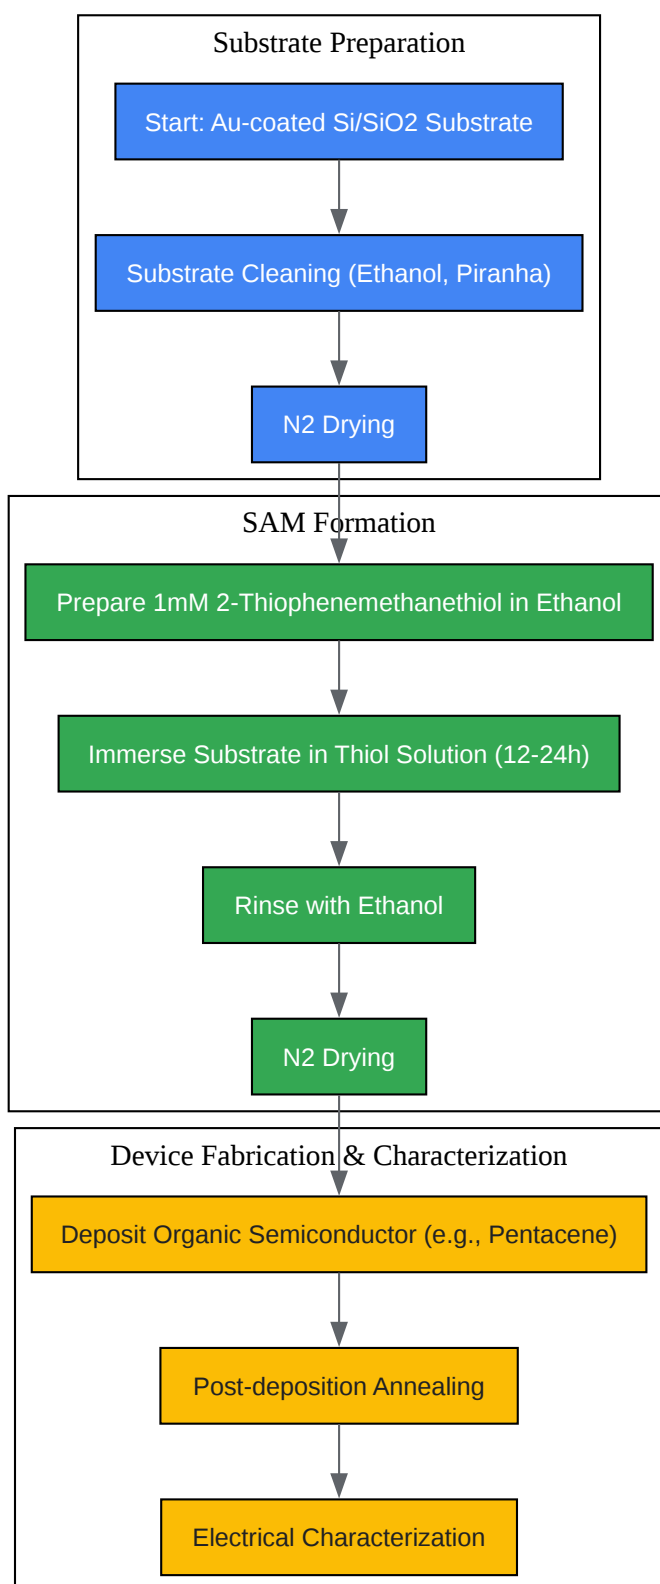 Substrate Preparation
Start: Au-coated Si/SiO2 Substrate
Substrate Cleaning (Ethanol, Piranha)
N2 Drying
SAM Formation
Prepare 1mM 2-Thiophenemethanethiol in Ethanol
Immerse Substrate in Thiol Solution (12-24h)
Rinse with Ethanol
N2 Drying
Device Fabrication & Characterization
Deposit Organic Semiconductor (e.g., Pentacene)
Post-deposition Annealing
Electrical Characterization